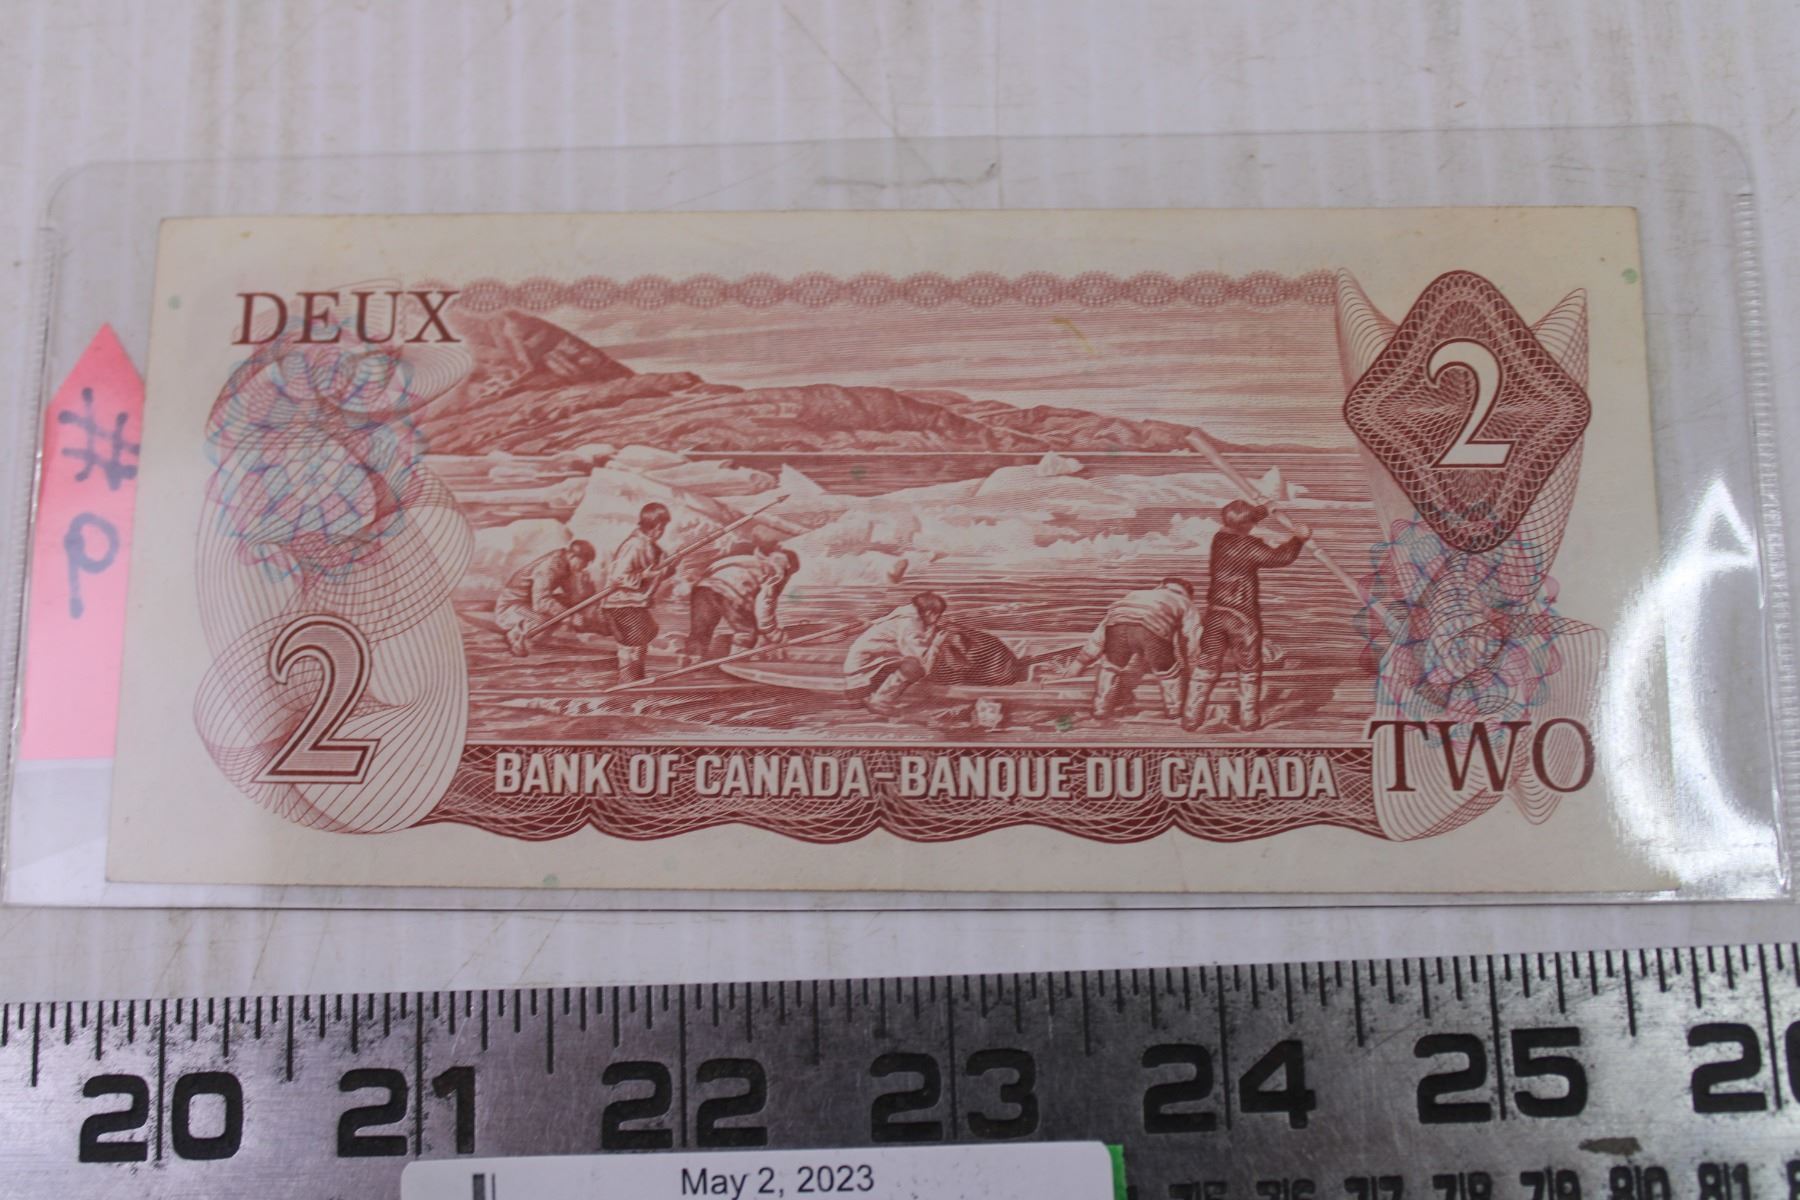 DEUX
2
#2
2
TWO
BANK OF CANADA-BANQUE DU CANADA
20 21 22 23 24 25
May 2, 2023